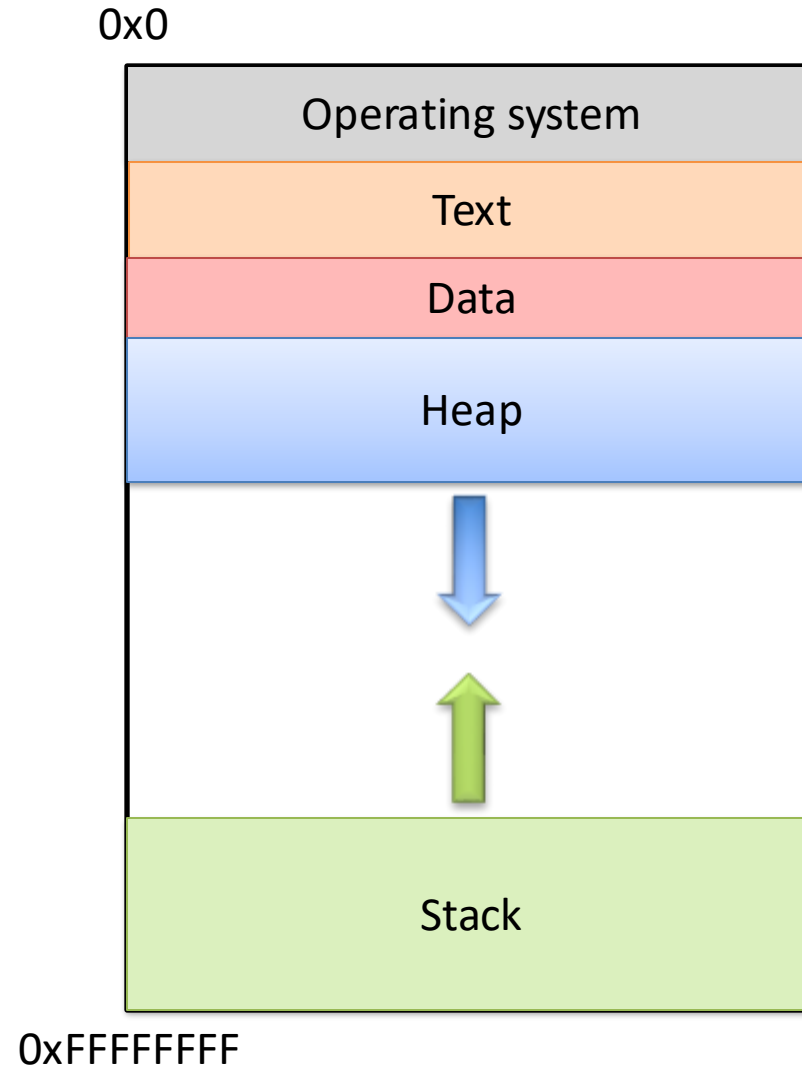 0x0
Operating system
Text
Data
Heap
Stack
0xFFFFFFFF